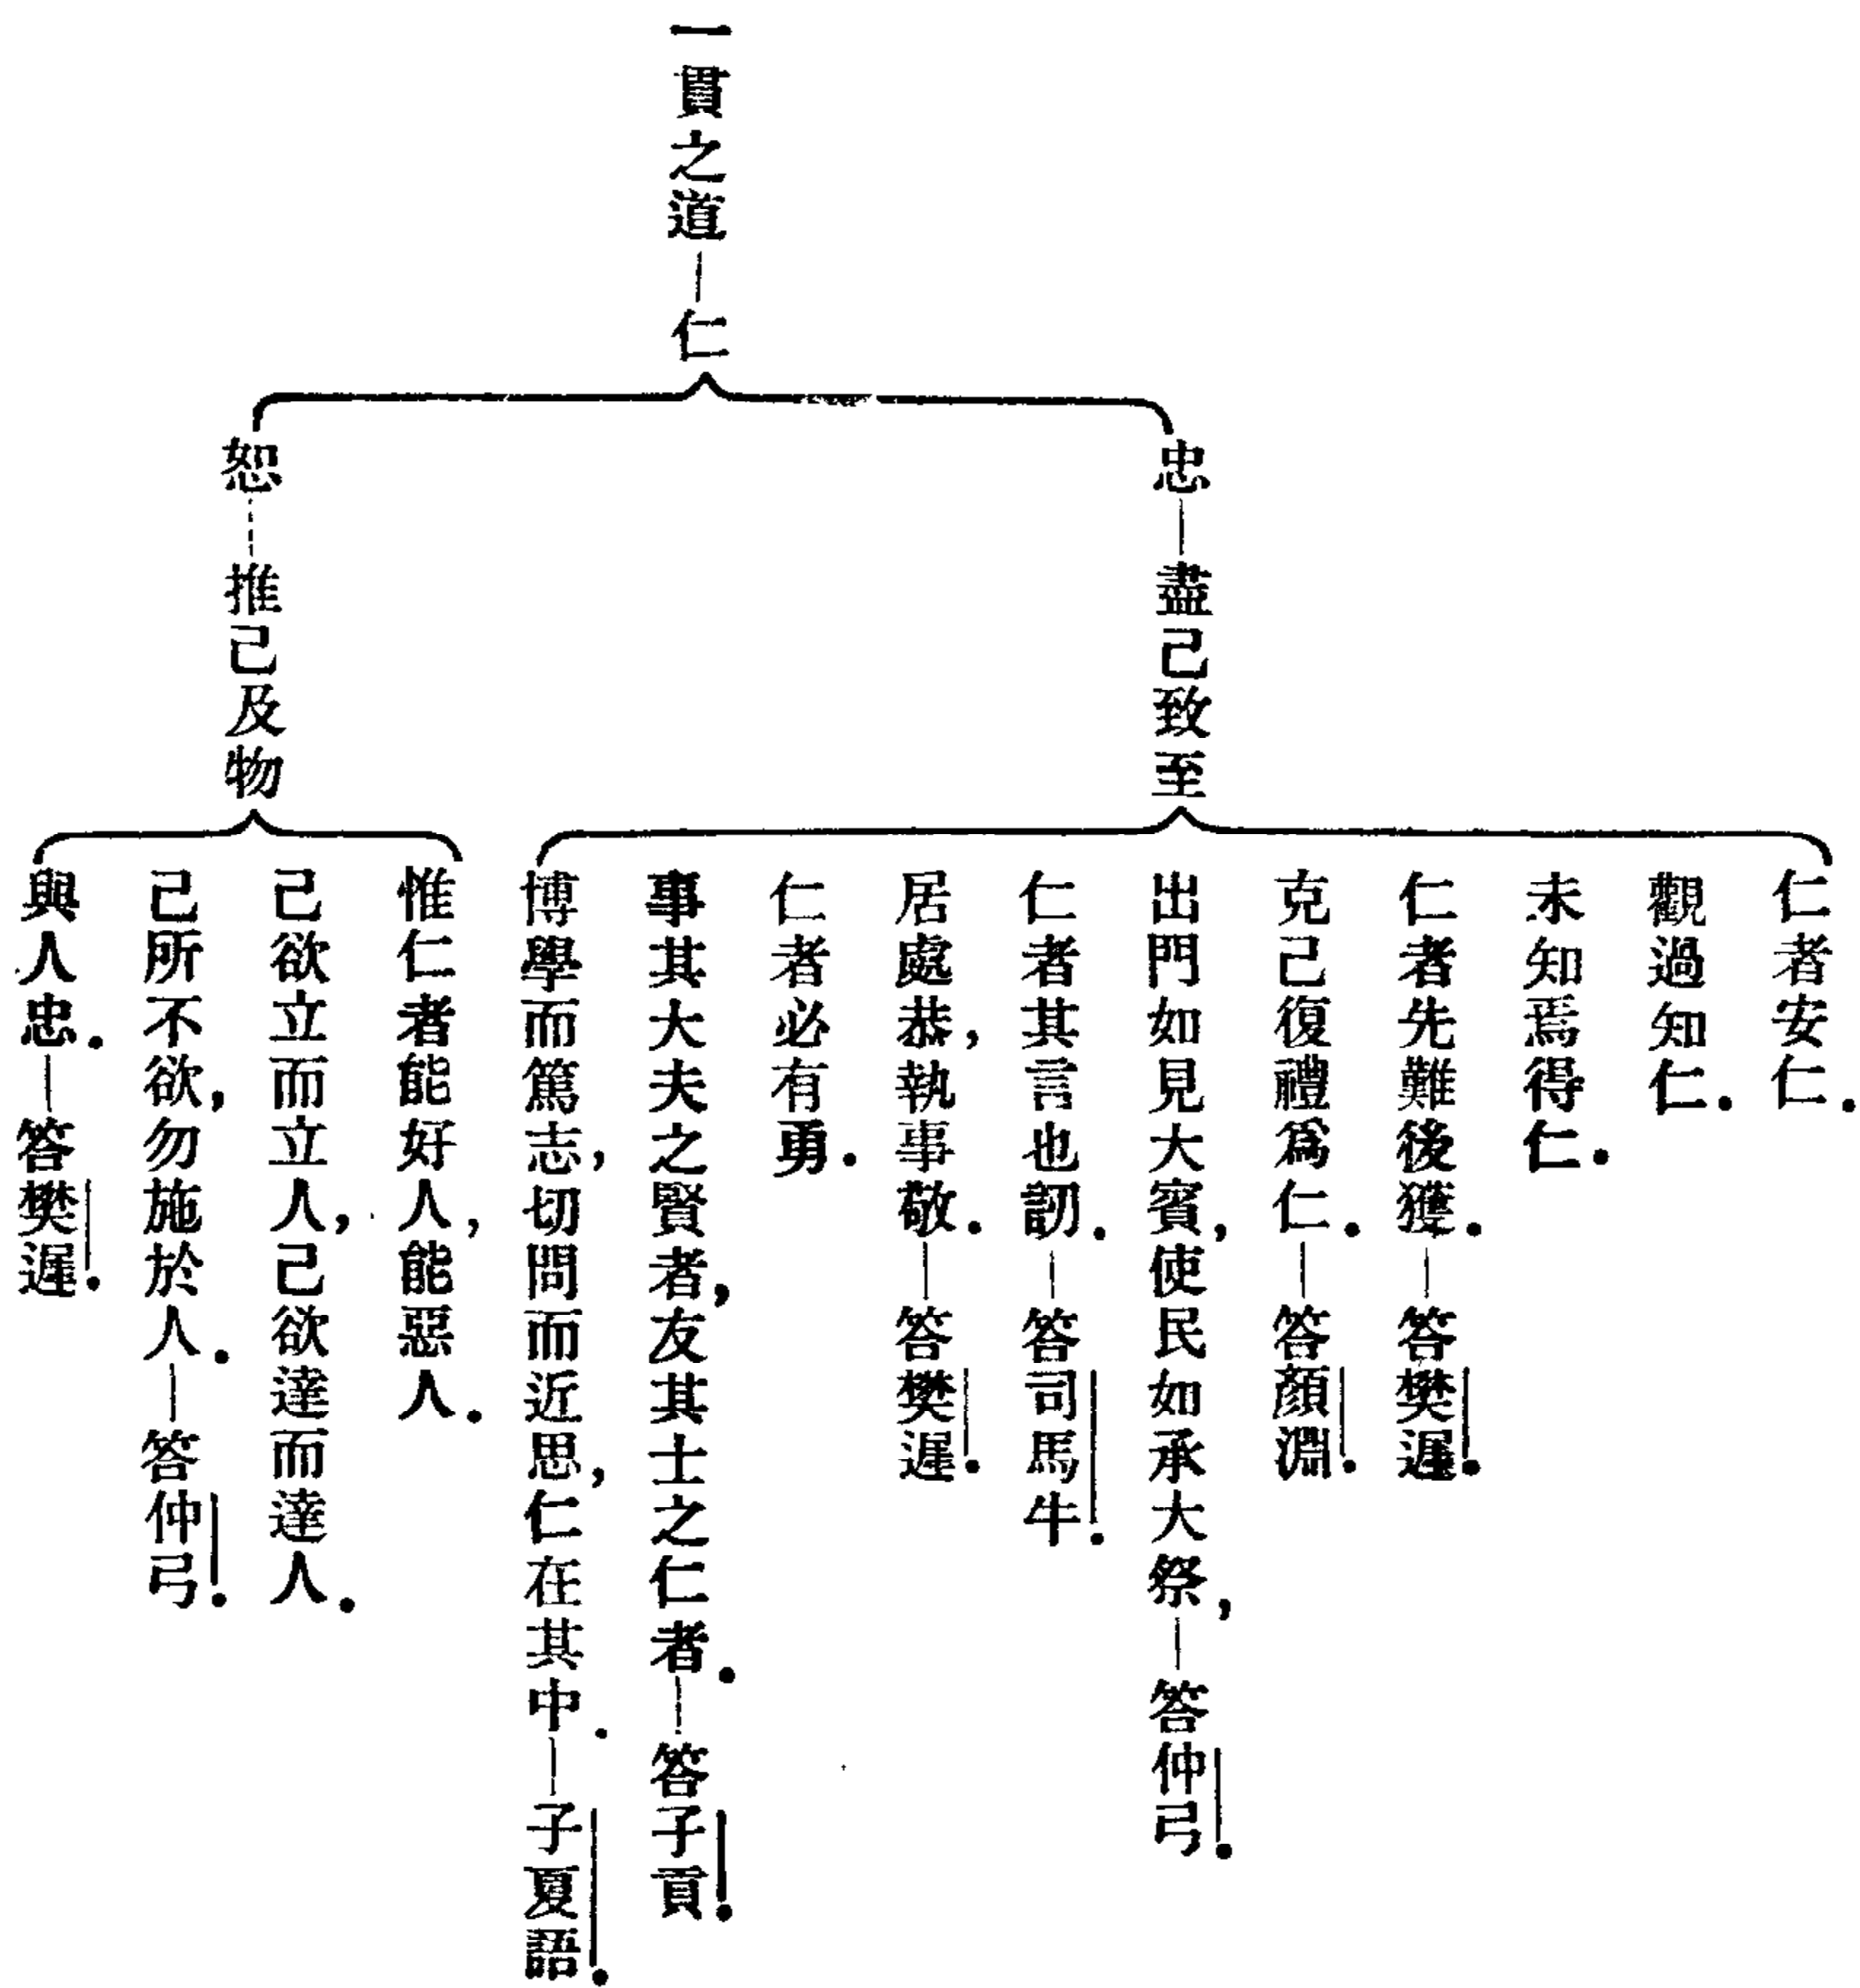 一貫之道—仁
忠—盡己致至
仁者安仁.
觀過知仁.
未知焉得仁.
仁者先難後獲.—答樊遲.
克己復禮爲仁.—答顏淵.
出門如見大賓,使民如承大祭,—答仲弓.
仁者其言也訒.—答司馬牛.
居處恭,執事敬.—答樊遲.
仁者必有勇.
事其大夫之賢者,友其士之仁者.—答子貢.
博學而篤志,切問而近思,仁在其中.—子夏語.
恕—推己及物
惟仁者能好人,能惡人.
己欲立而立人,己欲達而達人.
己所不欲,勿施於人.—答仲弓.
與人忠.—答樊遲.